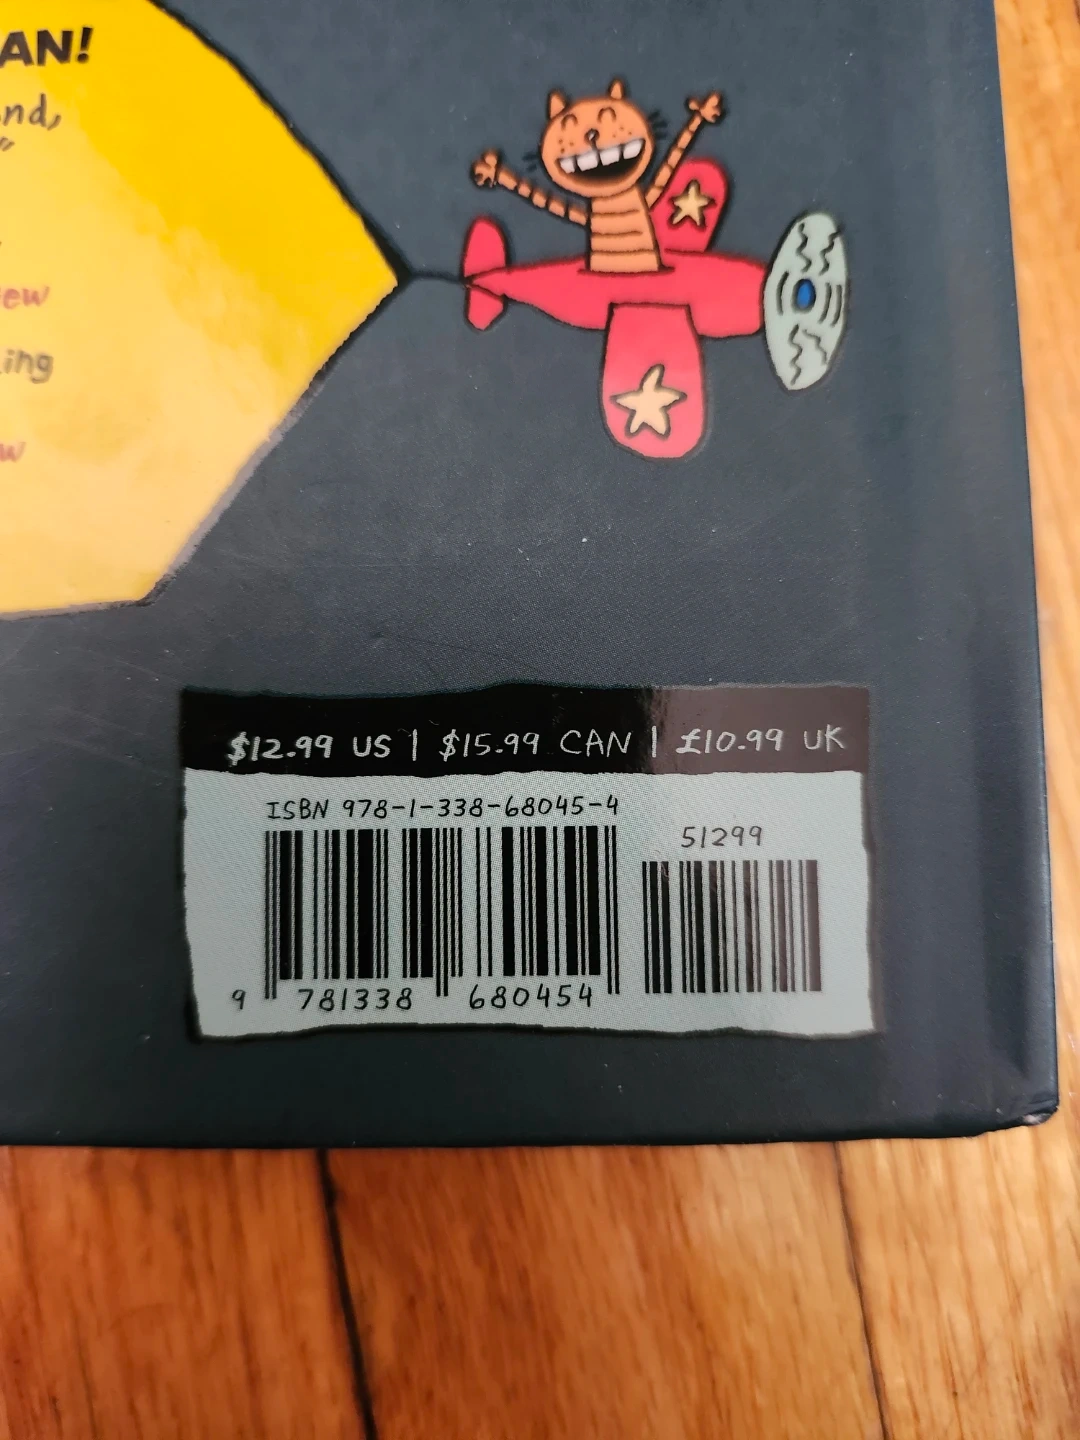 AN!
nd,
"
ew
ing
w
$12.99 US | $15.99 CAN | £10.99 UK
ISBN 978-1-338-68045-4
51299
9 781338 680454